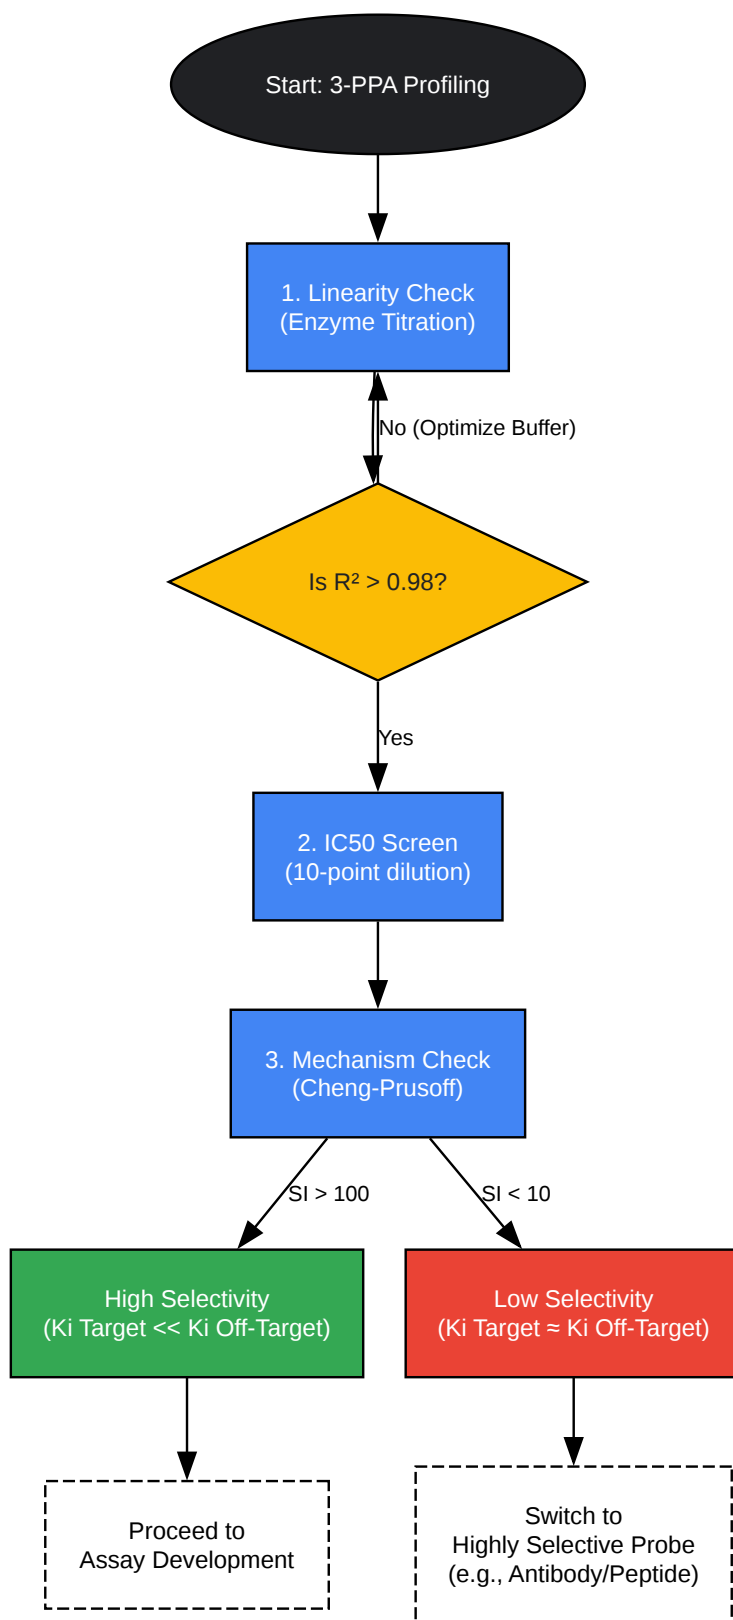 Start: 3-PPA Profiling
1. Linearity Check
(Enzyme Titration)
No (Optimize Buffer)
Is R² > 0.98?
Yes
2. IC50 Screen
(10-point dilution)
3. Mechanism Check
(Cheng-Prusoff)
SI > 100
SI < 10
High Selectivity
(Ki Target << Ki Off-Target)
Low Selectivity
(Ki Target ≈ Ki Off-Target)
Proceed to
Assay Development
Switch to
Highly Selective Probe
(e.g., Antibody/Peptide)